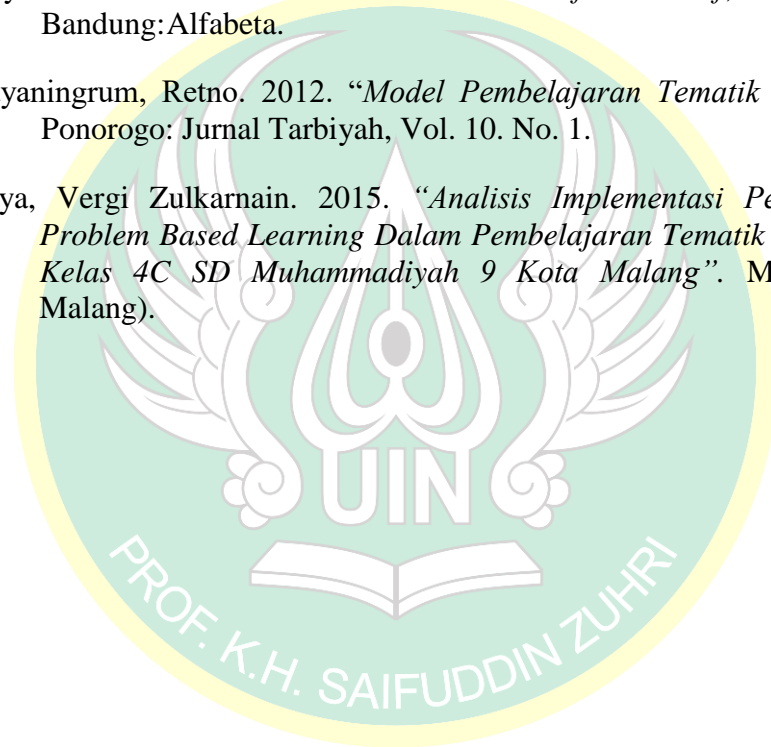 Bandung:Alfabeta.
yaningrum, Retno. 2012. “Model Pembelajaran Tematik
Ponorogo: Jurnal Tarbiyah, Vol. 10. No. 1.
ya, Vergi Zulkarnain. 2015. “Analisis Implementasi Pe
Problem Based Learning Dalam Pembelajaran Tematik
Kelas 4C SD Muhammadiyah 9 Kota Malang”. M
Malang).
UIN
PROF. K.H. SAIFUDDIN ZUHRI